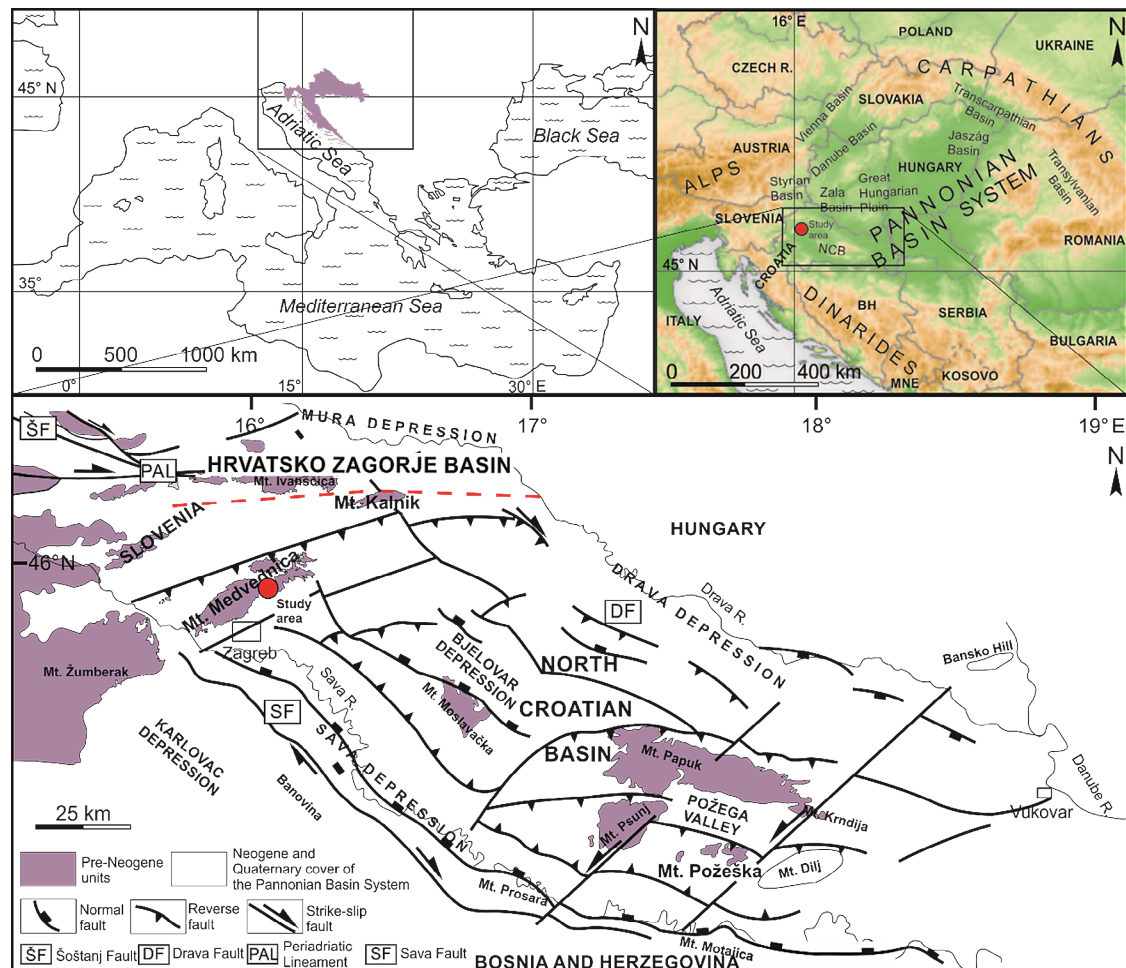 N
45° N
Adriatic Sea
Black Sea
35°
Mediterranean Sea
0 500 1000 km
0°
15°
30° E
16° E
N
POLAND
UKRAINE
CZECH R.
CARPATHIANS
SLOVAKIA
Transcarpathian
Basin
Vienna Basin
Danube Basin
Jaszág
Basin
AUSTRIA
HUNGARY
ALPS
Styrian
Basin
Zala
Basin
Great
Hungarian
Plain
PANNONIAN
BASIN SYSTEM
Transylvanian
Basin
SLOVENIA
Study
area
NCB
CROATIA
ROMANIA
45° N
Adriatic Sea
DINARIDES
BH
SERBIA
ITALY
BULGARIA
0 200 400 km
MNE
KOSOVO
16°
17°
18°
19° E
N
ŠF
MURA DEPRESSION
PAL
HRVATSKO ZAGORJE BASIN
Mt. Ivanščica
Mt. Kalnik
SLOVENIA
HUNGARY
46° N
Mt. Medvednica
Study
area
DRAVA DEPRESSION
Drava R.
DF
Zagreb
BJELOVAR
DEPRESSION
NORTH
CROATIAN
BASIN
Bansko Hill
Mt. Žumberak
Sava R.
Mt. Moslavačka
SF
SAVA DEPRESSION
KARLOVAC
DEPRESSION
Banovina
Mt. Papuk
Danube R.
Vukovar
POŽEGA
VALLEY
Mt. Krndija
Mt. Psunj
Mt. Požeška
Mt. Dilj
Mt. Prosara
Mt. Motajica
BOSNIA AND HERZEGOVINA
25 km
Pre-Neogene
units
Neogene and
Quaternary cover of
the Pannonian Basin System
Normal
fault
Reverse
fault
Strike-slip
fault
ŠF Šoštanj Fault
DF Drava Fault
PAL Periadriatic
Lineament
SF Sava Fault